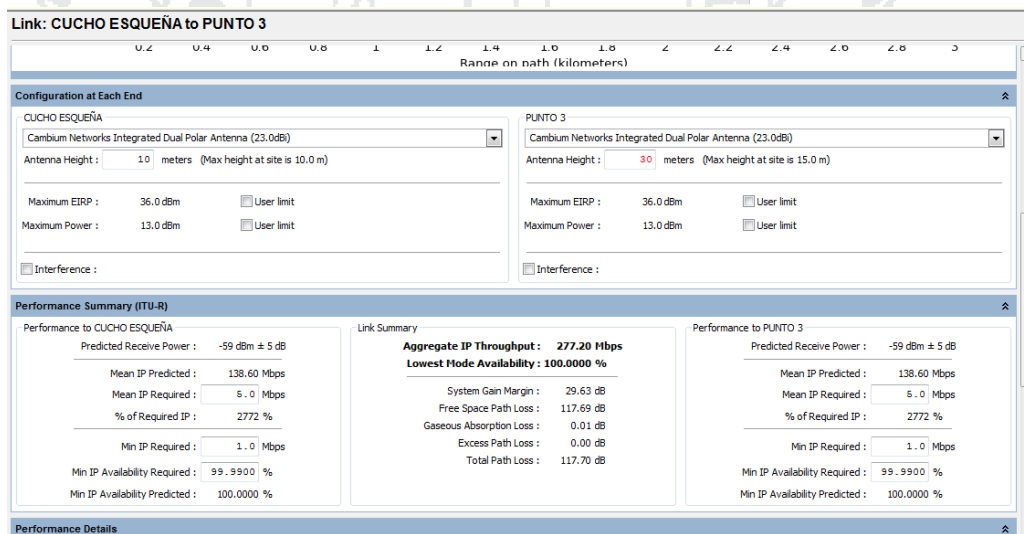 Link: CUCHO ESQUEÑA to PUNTO 3
0.2 0.4 0.6 0.8 1 1.2 1.4 1.6 1.8 2 2.2 2.4 2.6 2.8 3
Range on path (kilometers)
Configuration at Each End
CUCHO ESQUEÑA
Cambium Networks Integrated Dual Polar Antenna (23.0dBi)
Antenna Height : 10 meters (Max height at site is 10.0 m)
Maximum EIRP : 36.0 dBm User limit
Maximum Power : 13.0 dBm User limit
Interference :
PUNTO 3
Cambium Networks Integrated Dual Polar Antenna (23.0dBi)
Antenna Height : 30 meters (Max height at site is 15.0 m)
Maximum EIRP : 36.0 dBm User limit
Maximum Power : 13.0 dBm User limit
Interference :
Performance Summary (ITU-R)
Performance to CUCHO ESQUEÑA
Predicted Receive Power : -59 dBm ± 5 dB
Mean IP Predicted : 138.60 Mbps
Mean IP Required : 5.0 Mbps
% of Required IP : 2772 %
Min IP Required : 1.0 Mbps
Min IP Availability Required : 99.9900 %
Min IP Availability Predicted : 100.0000 %
Link Summary
Aggregate IP Throughput : 277.20 Mbps
Lowest Mode Availability : 100.0000 %
System Gain Margin : 29.63 dB
Free Space Path Loss : 117.69 dB
Gaseous Absorption Loss : 0.01 dB
Excess Path Loss : 0.00 dB
Total Path Loss : 117.70 dB
Performance to PUNTO 3
Predicted Receive Power : -59 dBm ± 5 dB
Mean IP Predicted : 138.60 Mbps
Mean IP Required : 5.0 Mbps
% of Required IP : 2772 %
Min IP Required : 1.0 Mbps
Min IP Availability Required : 99.9900 %
Min IP Availability Predicted : 100.0000 %
Performance Details